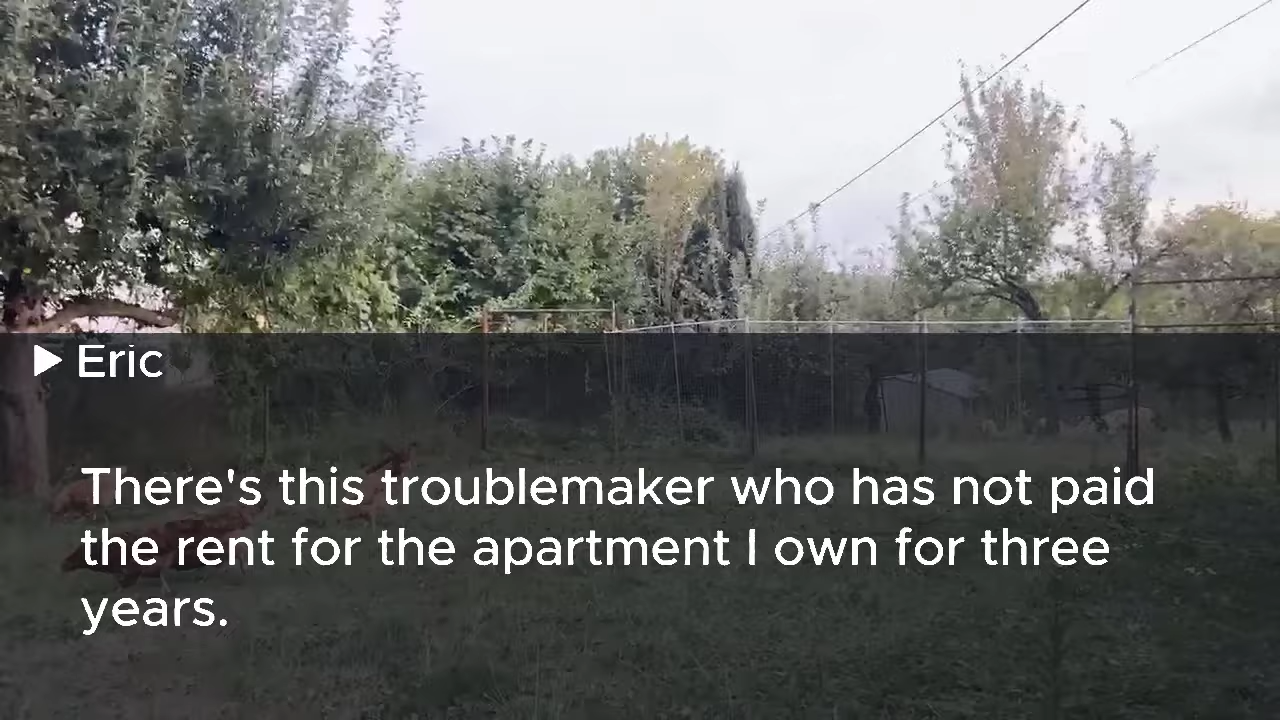 Eric
There's this troublemaker who has not paid
the rent for the apartment I own for three
years.